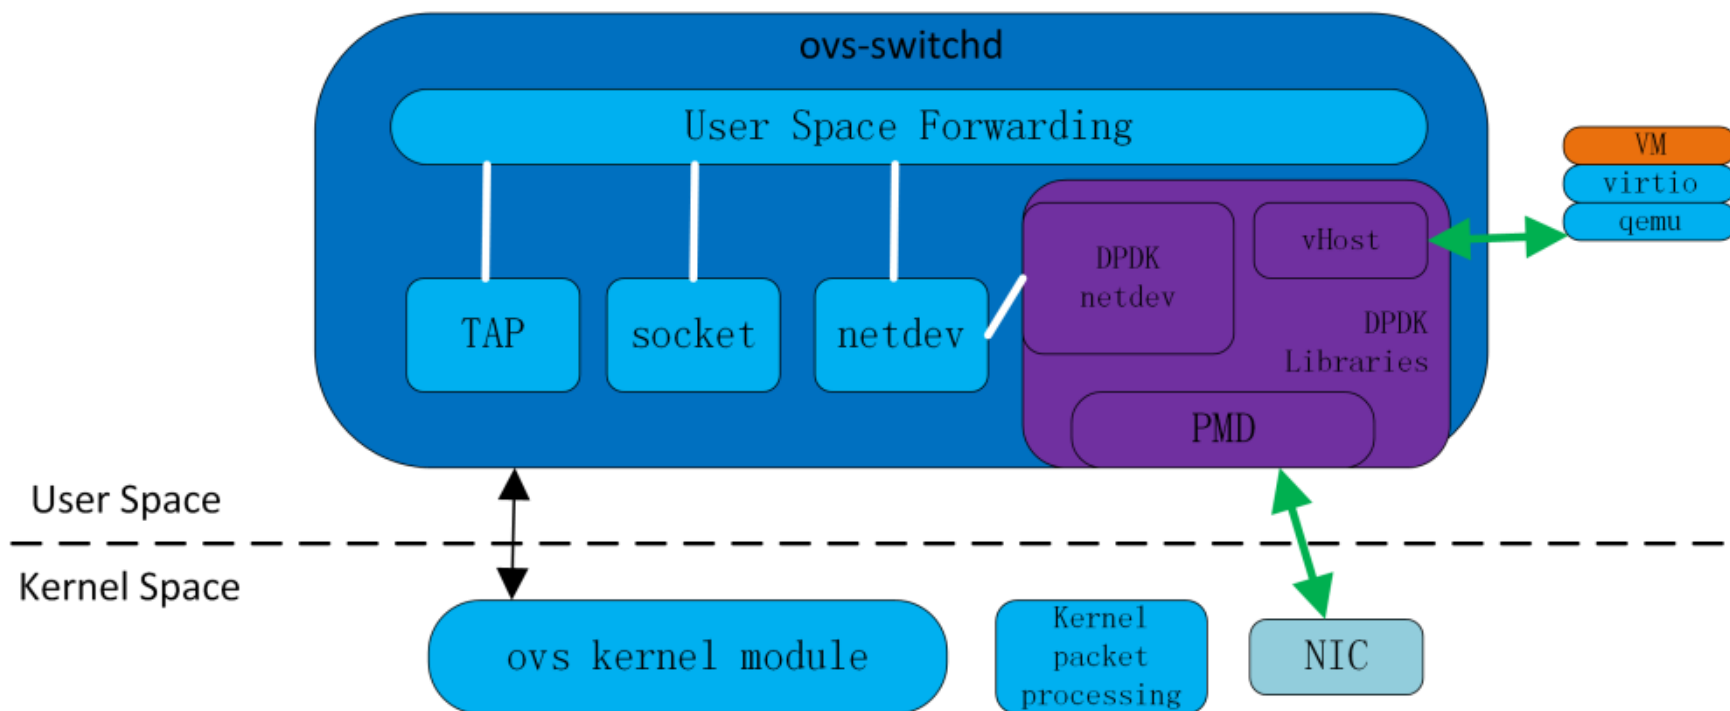 ovs-switchd
User Space Forwarding
VM
virtio
qemu
vHost
DPDK
netdev
TAP
socket
netdev
DPDK
Libraries
PMD
User Space
Kernel Space
ovs kernel module
Kernel
packet
processing
NIC